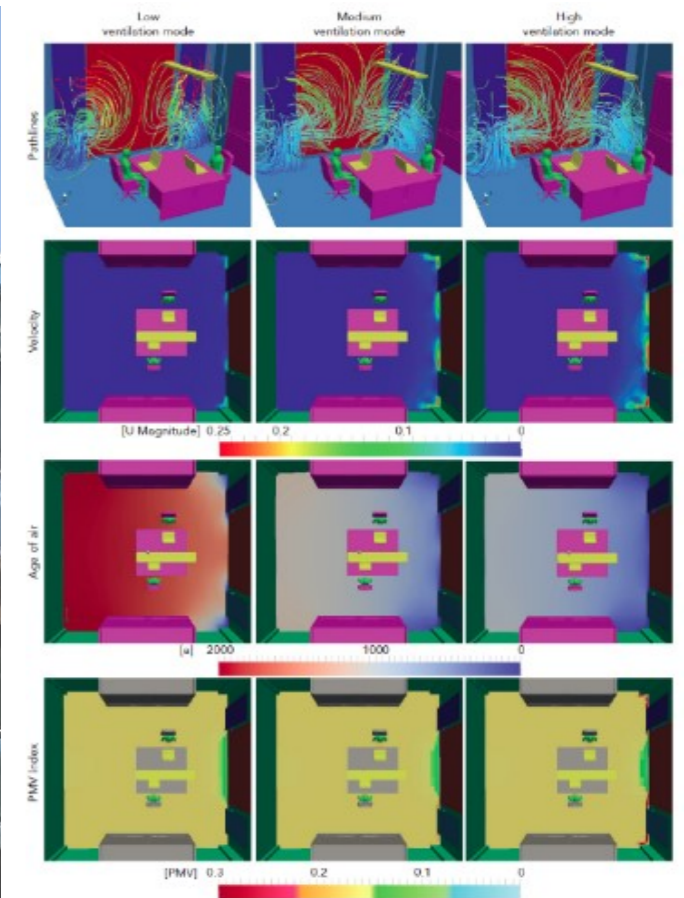 Low
ventilation mode
Medium
ventilation mode
High
ventilation mode
Pathlines
Velocity
[U Magnitude] 0.25 0.2 0.1 0
Age of air
[s] 2000 1000 0
PMV index
[PMV] 0.3 0.2 0.1 0